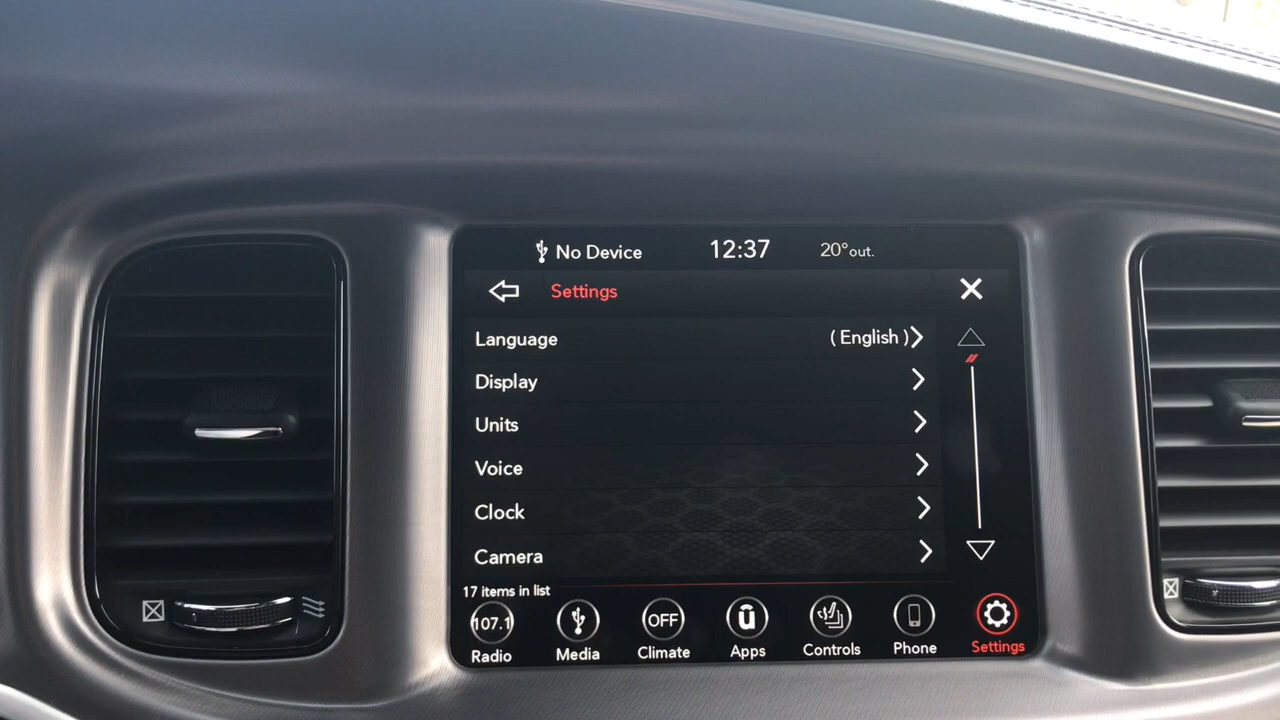 No Device 12:37 20°out.
Settings
Language ( English )
Display
Units
Voice
Clock
Camera
17 items in list
107.1 OFF ū
Radio Media Climate Apps Controls Phone Settings